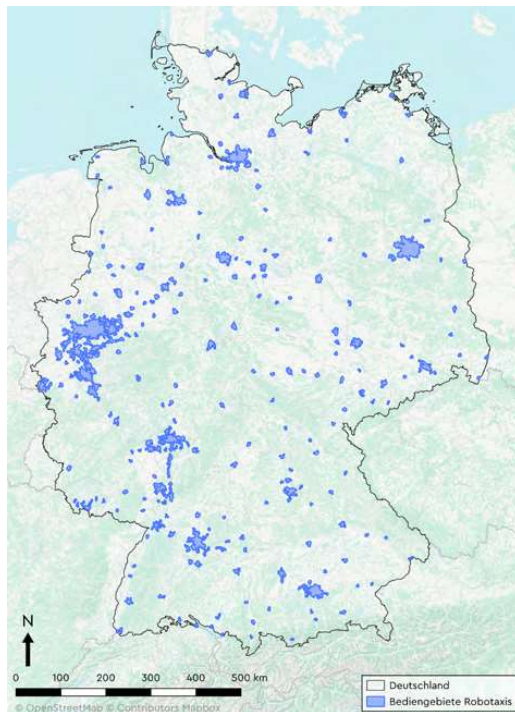 N
0 100 200 300 400 500 km
© OpenStreetMap © Contributors Mapbox
Deutschland
Bediengebiete Robotaxis